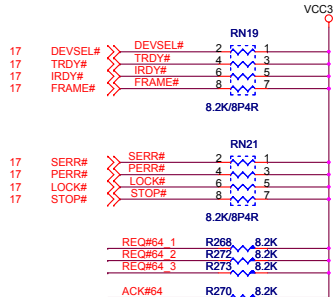 VCC3
RN19
17 DEVSEL# DEVSEL# 2 1
17 TRDY# TRDY# 4 3
17 IRDY# IRDY# 6 5
17 FRAME# FRAME# 8 7
8.2K/8P4R
RN21
17 SERR# SERR# 2 1
17 PERR# PERR# 4 3
17 LOCK# LOCK# 6 5
17 STOP# STOP# 8 7
8.2K/8P4R
REQ#64_1 R268 8.2K
REQ#64_2 R272 8.2K
REQ#64_3 R273 8.2K
ACK#64 R270 8.2K